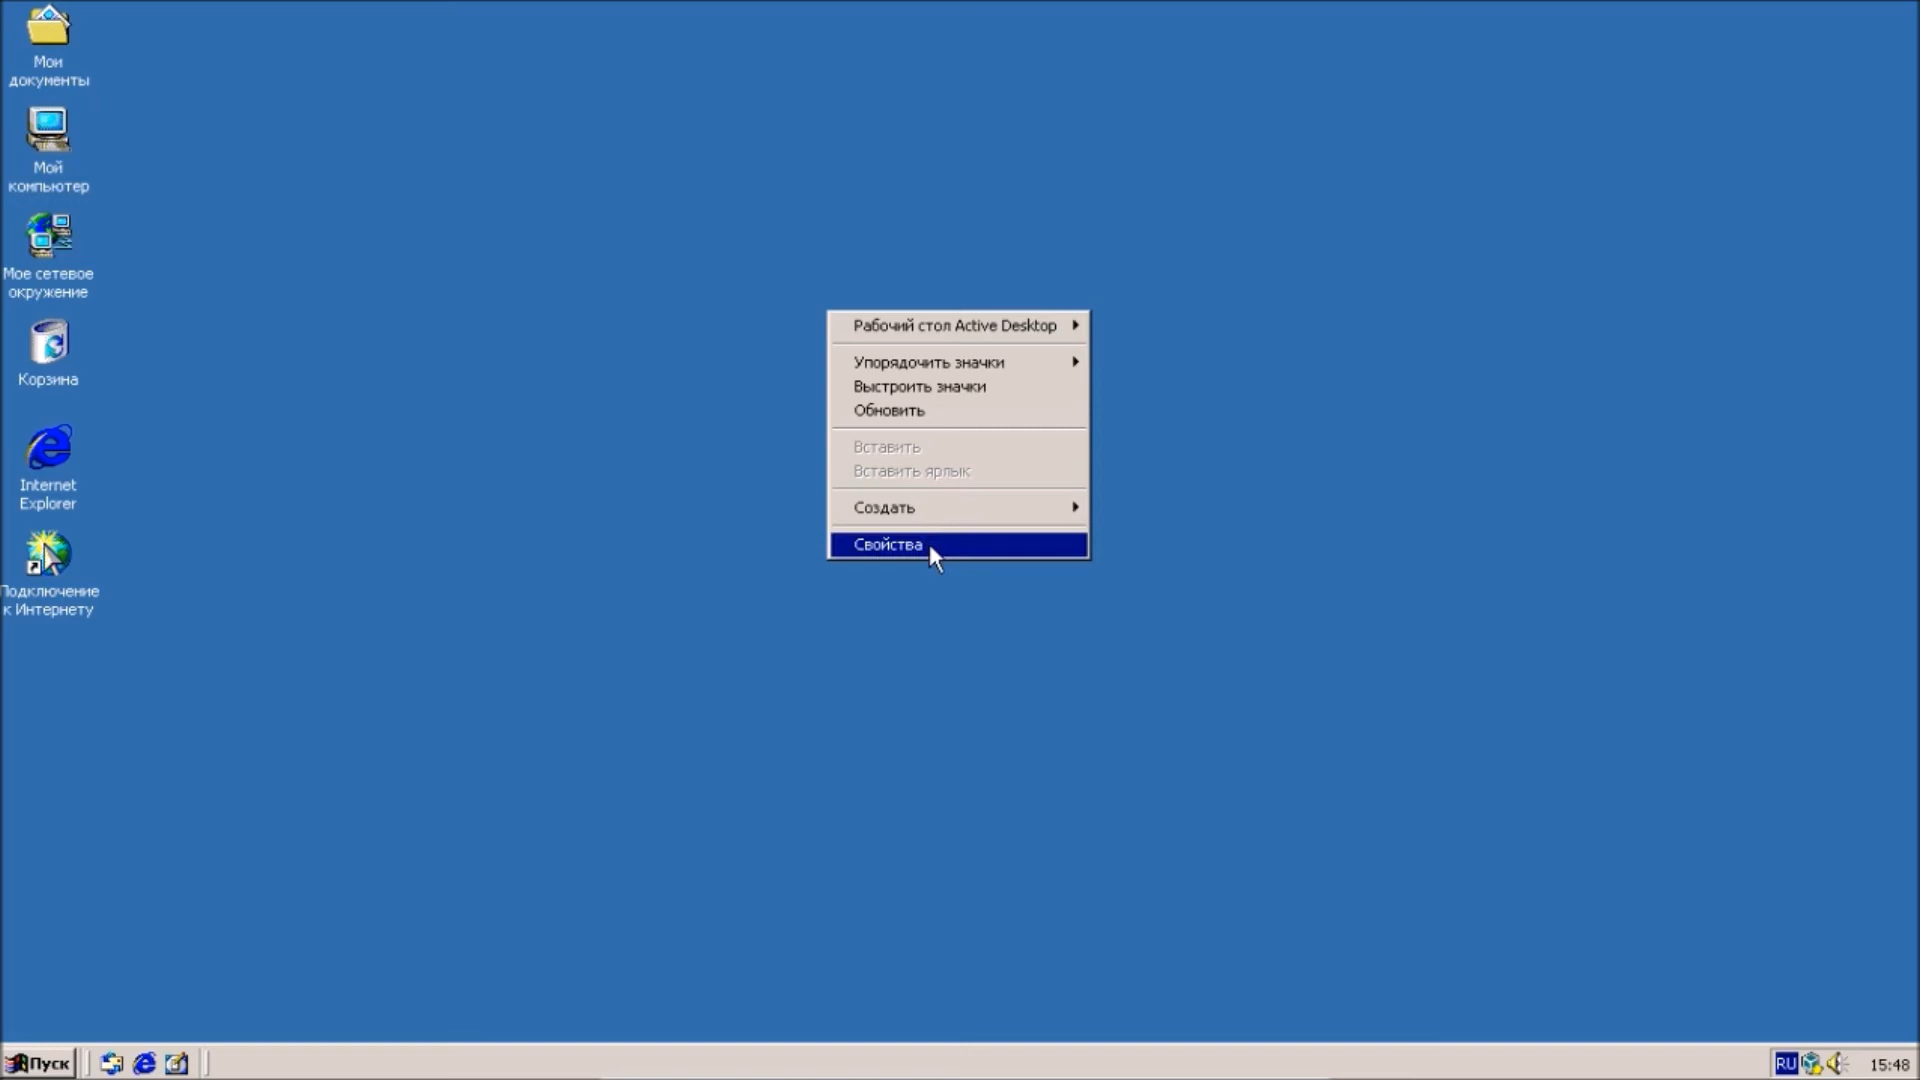 Мои
документы
Мой
компьютер
Мое сетевое
окружение
Корзина
Internet
Explorer
Подключение
к Интернету
Рабочий стол Active Desktop
Упорядочить значки
Выстроить значки
Обновить
Вставить
Вставить ярлык
Создать
Свойства
Пуск
RU
15:48